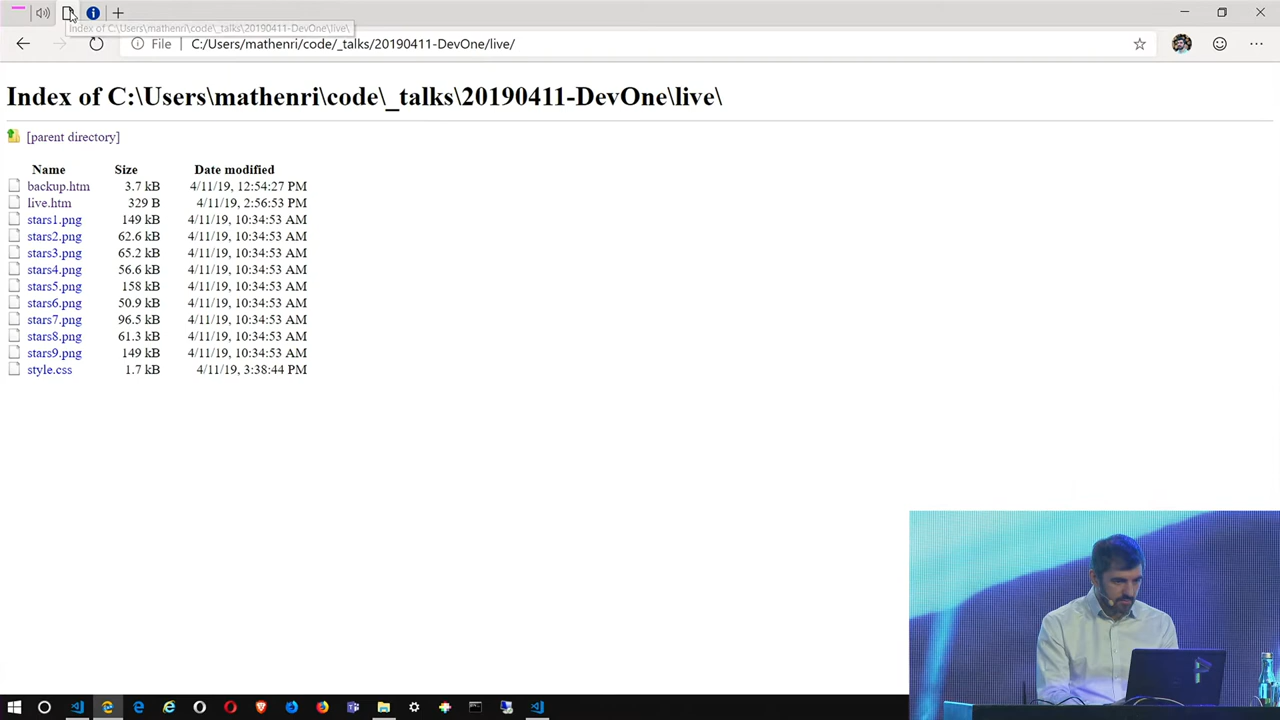 Index of C:\Users\mathenri\code\_talks\20190411-DevOne\live\
File C:/Users/mathenri/code/_talks/20190411-DevOne/live/
Index of C:\Users\mathenri\code\_talks\20190411-DevOne\live\
[parent directory]
Name Size Date modified
backup.htm 3.7 kB 4/11/19, 12:54:27 PM
live.htm 329 B 4/11/19, 2:56:53 PM
stars1.png 149 kB 4/11/19, 10:34:53 AM
stars2.png 62.6 kB 4/11/19, 10:34:53 AM
stars3.png 65.2 kB 4/11/19, 10:34:53 AM
stars4.png 56.6 kB 4/11/19, 10:34:53 AM
stars5.png 158 kB 4/11/19, 10:34:53 AM
stars6.png 50.9 kB 4/11/19, 10:34:53 AM
stars7.png 96.5 kB 4/11/19, 10:34:53 AM
stars8.png 61.3 kB 4/11/19, 10:34:53 AM
stars9.png 149 kB 4/11/19, 10:34:53 AM
style.css 1.7 kB 4/11/19, 3:38:44 PM